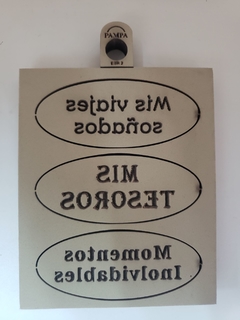 PAMPA
Mis viajes
soñados
MIS
TESOROS
Momentos
Inolvidables